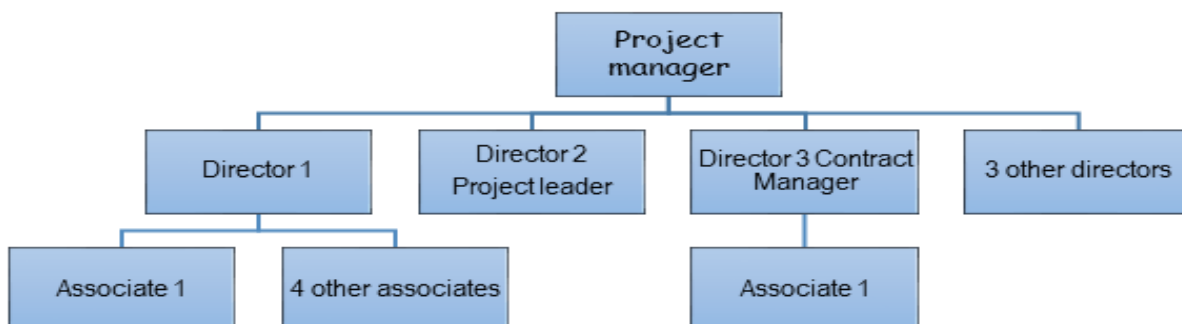 Project
manager
Director 1
Director 2
Project leader
Director 3 Contract
Manager
3 other directors
Associate 1
4 other associates
Associate 1